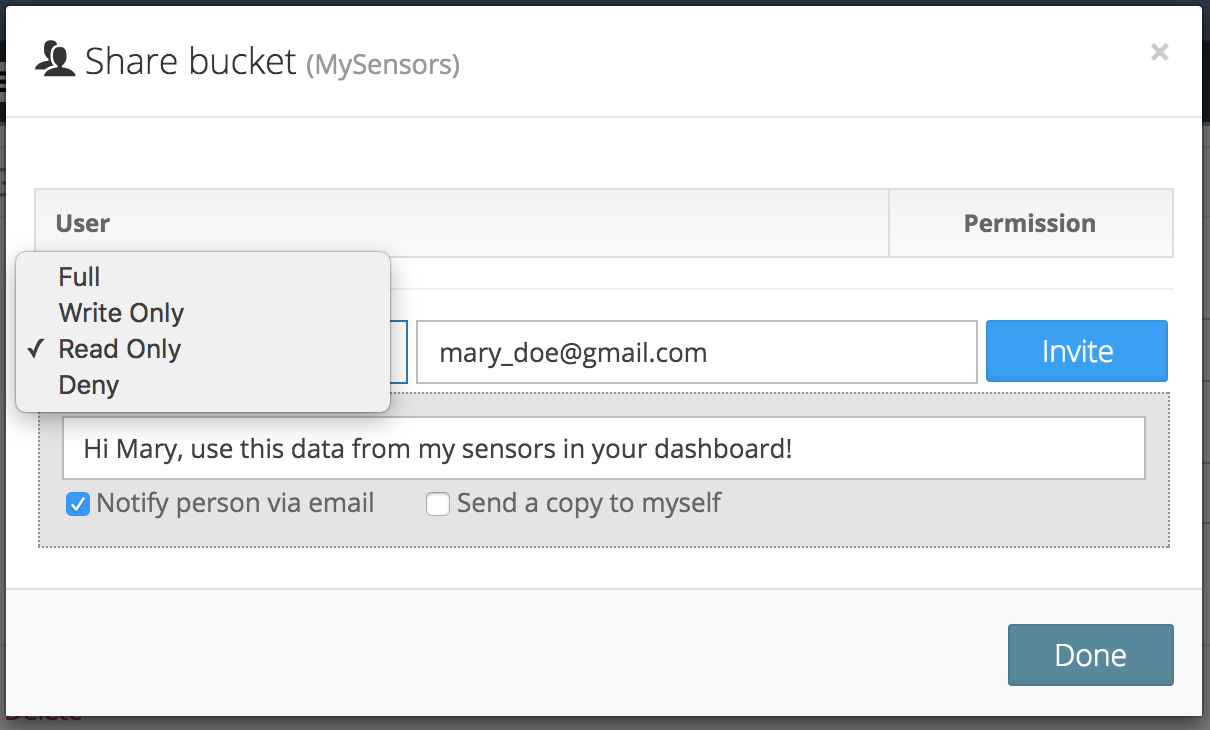 Share bucket (MySensors) ×
User Permission
Full
Write Only
✓ Read Only
Deny
mary_doe@gmail.com Invite
Hi Mary, use this data from my sensors in your dashboard!
Notify person via email Send a copy to myself
Done